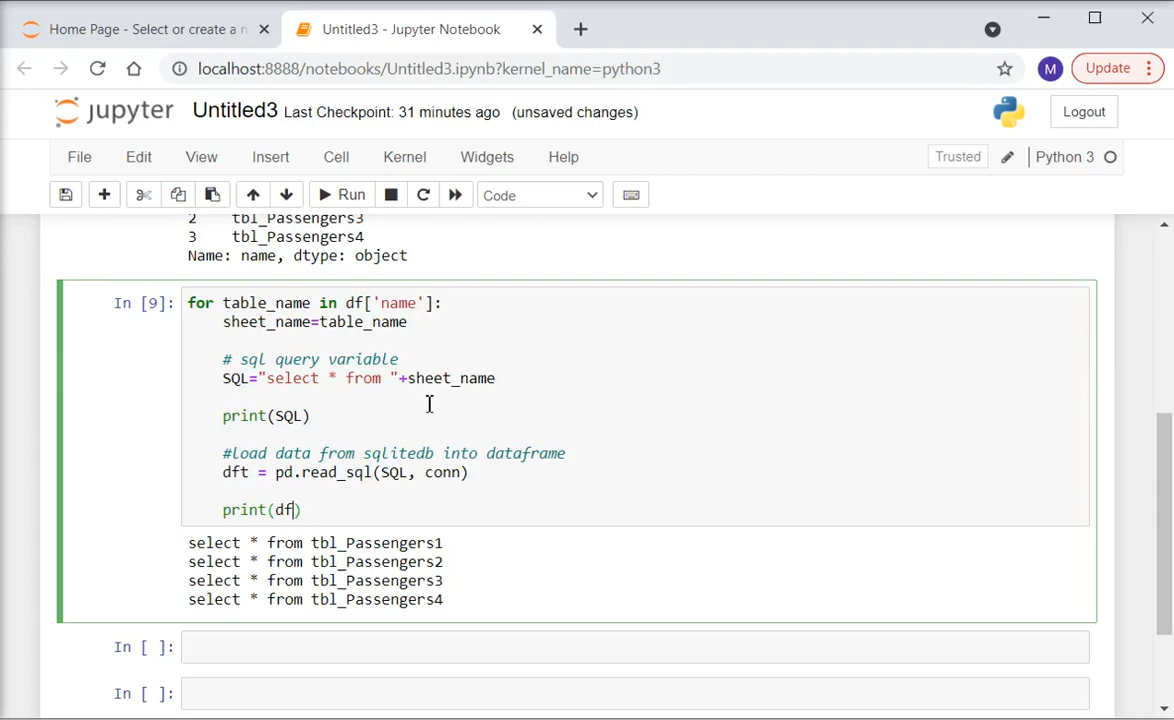 Home Page - Select or create a n
Untitled3 - Jupyter Notebook
localhost:8888/notebooks/Untitled3.ipynb?kernel_name=python3
M
Update
jupyter Untitled3 Last Checkpoint: 31 minutes ago (unsaved changes)
Logout
File Edit View Insert Cell Kernel Widgets Help
Trusted
Python 3
Run
Code
2 tbl_Passengers3
3 tbl_Passengers4
Name: name, dtype: object
In [9]: for table_name in df['name']:
sheet_name=table_name
# sql query variable
SQL="select * from "+sheet_name
print(SQL)
#load data from sqlitedb into dataframe
dft = pd.read_sql(SQL, conn)
print(df)
select * from tbl_Passengers1
select * from tbl_Passengers2
select * from tbl_Passengers3
select * from tbl_Passengers4
In [ ]:
In [ ]: